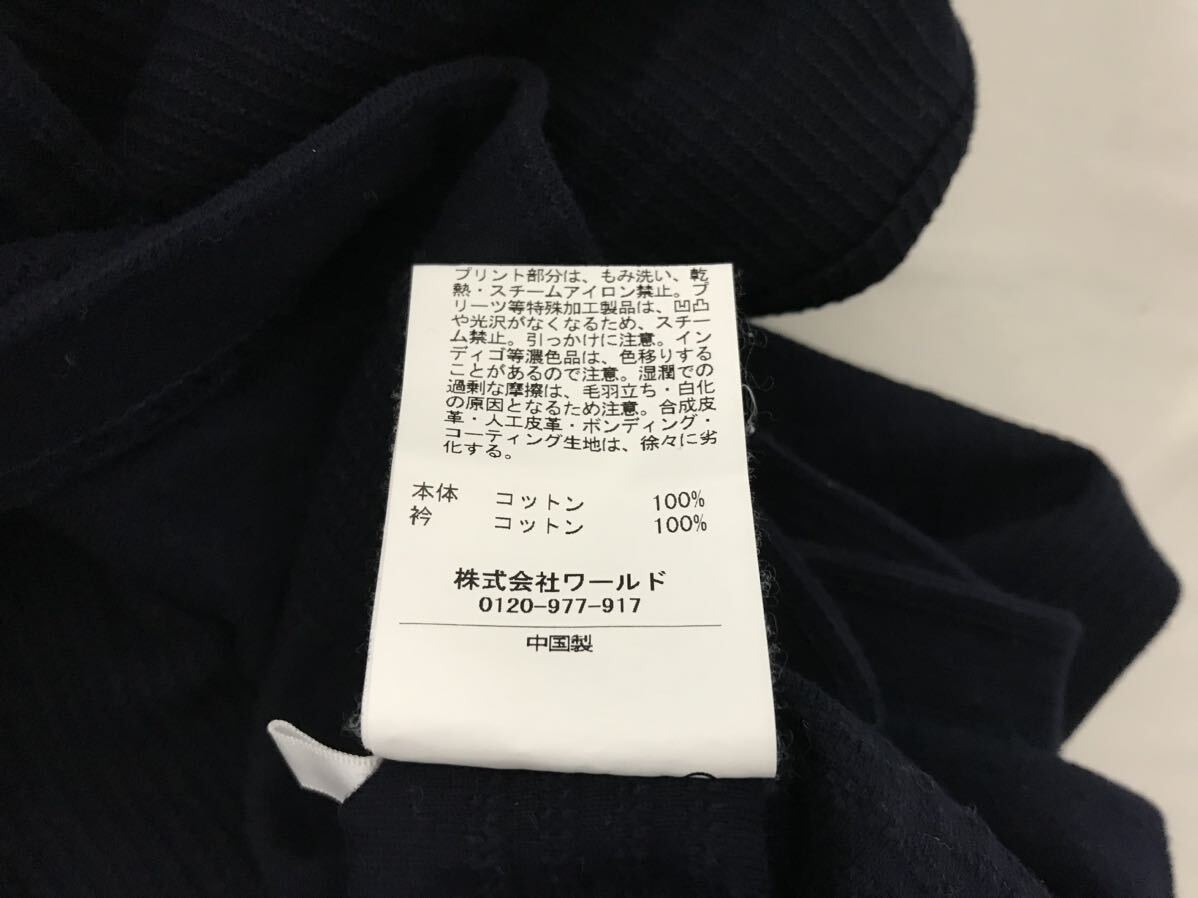 プリント部分は、もみ洗い、乾
熱・スチームアイロン禁止。プ
リーツ等特殊加工製品は、凹凸
や光沢がなくなるため、スチー
ム禁止。引っかけに注意。イン
ディゴ等濃色品は、色移りする
ことがあるので注意。湿潤での
過剰な摩擦は、毛羽立ち・白化
の原因となるため注意。合成皮
革・人工皮革・ボンディング・
コーティング生地は、徐々に劣
化する。
本体 コットン 100%
衿 コットン 100%
株式会社ワールド
0120-977-917
中国製